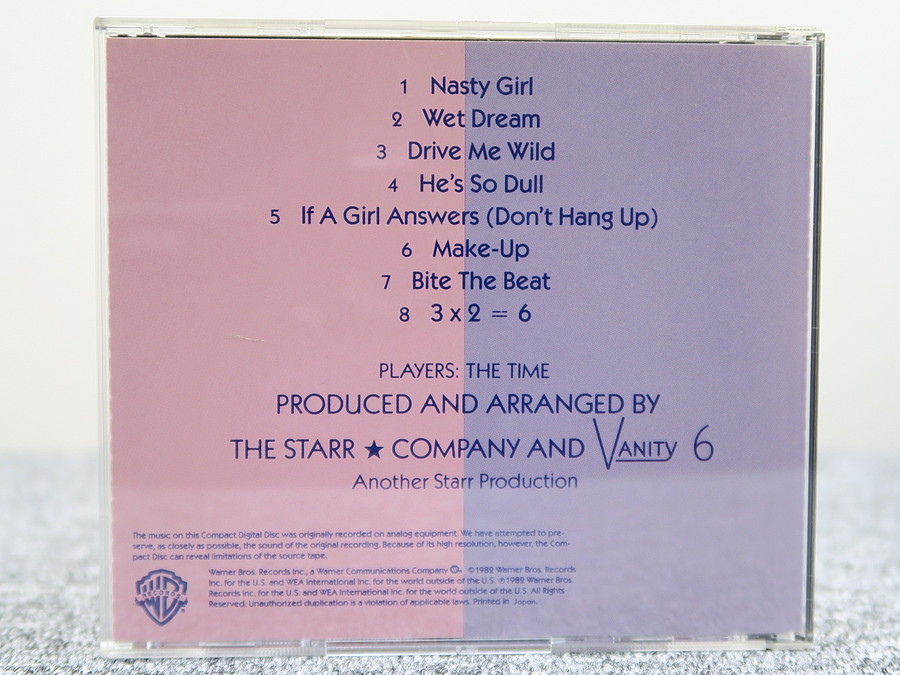 1 Nasty Girl
2 Wet Dream
3 Drive Me Wild
4 He's So Dull
5 If A Girl Answers (Don't Hang Up)
6 Make-Up
7 Bite The Beat
8 3 x 2 = 6
PLAYERS: THE TIME
PRODUCED AND ARRANGED BY
THE STARR ★ COMPANY AND VANITY 6
Another Starr Production
The music on this Compact Digital Disc was originally recorded on analog equipment. We have attempted to pre-
serve, as closely as possible, the sound of the original recording. Because of its high resolution, however, the Com-
pact Disc can reveal limitations of the source tape.
Warner Bros. Records Inc., a Warner Communications Company. ©1982 Warner Bros. Records
Inc. for the U.S. and WEA International Inc. for the world outside of the U.S. ℗1982 Warner Bros.
Records Inc. for the U.S. and WEA International Inc. for the world outside of the U.S. All Rights
Reserved. Unauthorized duplication is a violation of applicable laws. Printed in Japan.
WB RECORDS